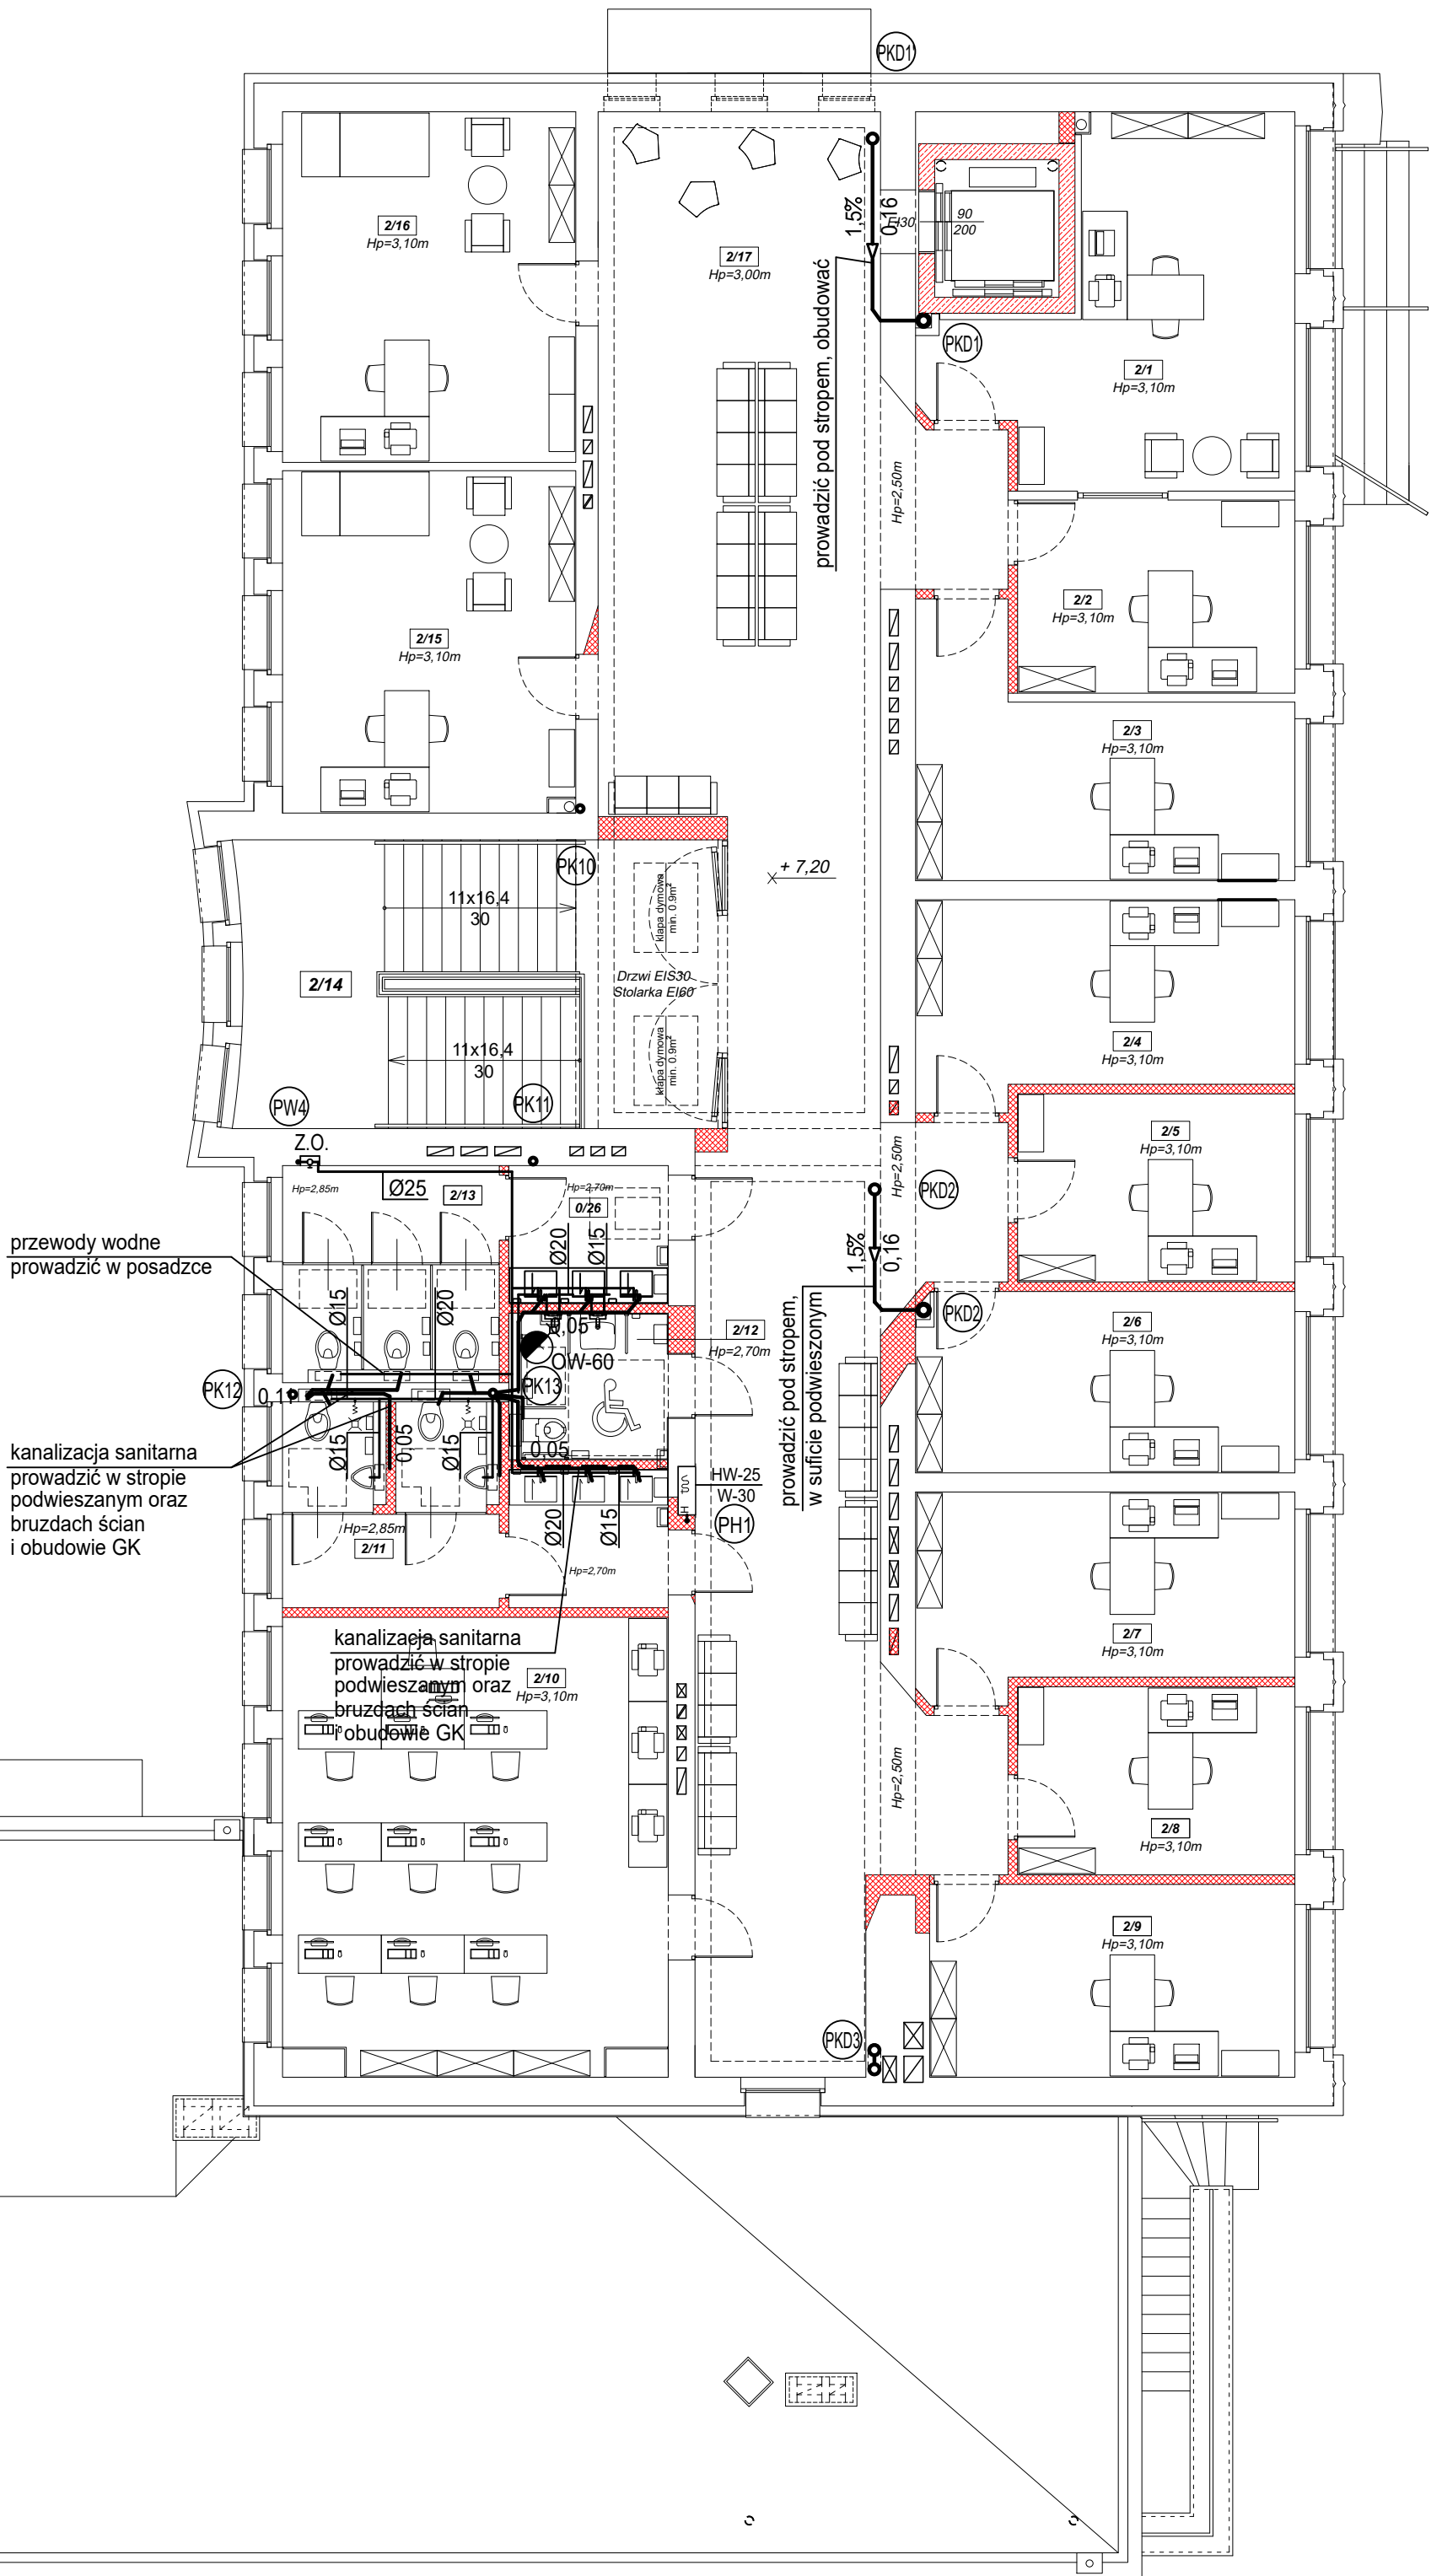 PKD1'
2/16
Hp=3,10m
2/17
Hp=3,00m
1,5%
0,16
EI30
90
200
prowadzić pod stropem, obudować
PKD1
2/1
Hp=3,10m
Hp=2,50m
2/2
Hp=3,10m
2/15
Hp=3,10m
2/3
Hp=3,10m
PK10
+ 7,20
11x16,4
30
klapa dymowa
min. 0.9m²
2/14
Drzwi EIS30
Stolarka EI60
11x16,4
30
klapa dymowa
min. 0.9m²
2/4
Hp=3,10m
PW4
PK11
Z.O.
Hp=2,85m
Ø25
2/13
Hp=2,70m
0/26
Ø20
Ø15
Hp=2,50m
PKD2
2/5
Hp=3,10m
1,5%
0,16
prowadzić pod stropem,
w suficie podwieszonym
PKD2
przewody wodne
prowadzić w posadzce
Ø15
Ø20
0,05
OW-60
2/12
Hp=2,70m
2/6
Hp=3,10m
PK12
0,11
PK13
kanalizacja sanitarna
prowadzić w stropie
podwieszanym oraz
bruzdach ścian
i obudowie GK
Ø15
0,05
Ø15
0,05
HW-25
W-30
H
PH1
Ø20
Ø15
Hp=2,85m
2/11
Hp=2,70m
2/7
Hp=3,10m
kanalizacja sanitarna
prowadzić w stropie
podwieszanym oraz
bruzdach ścian
i obudowie GK
2/10
Hp=3,10m
Hp=2,50m
2/8
Hp=3,10m
2/9
Hp=3,10m
PKD3